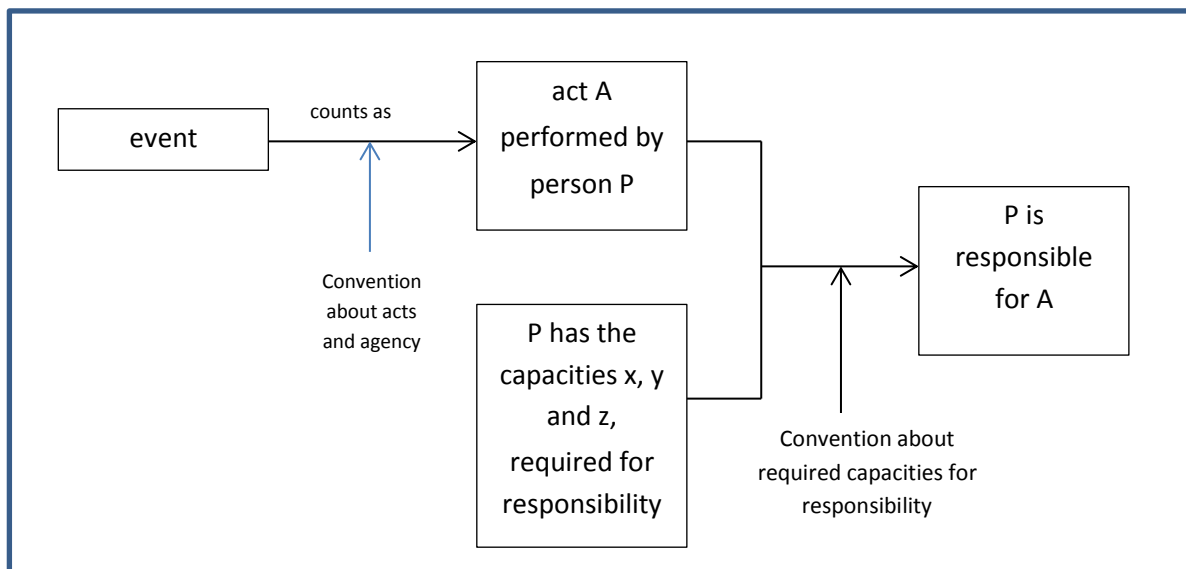 event
counts as
act A
performed by
person P
Convention
about acts
and agency
P has the
capacities x, y
and z,
required for
responsibility
Convention about
required capacities for
responsibility
P is
responsible
for A